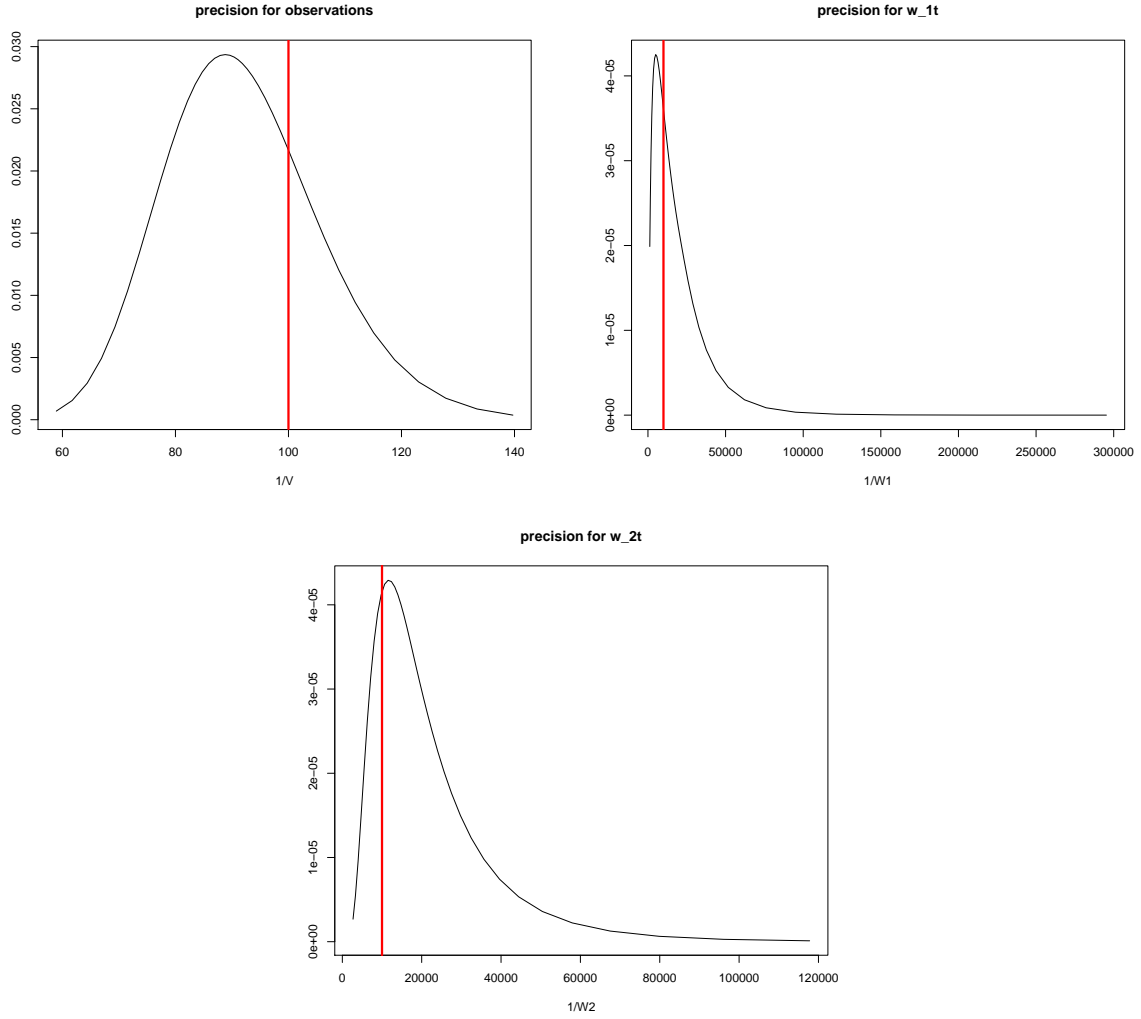 precision for observations
0.030
0.025
0.020
0.015
0.010
0.005
0.000
60 80 100 120 140
1/V
precision for w_1t
4e-05
3e-05
2e-05
1e-05
0e+00
0 50000 100000 150000 200000 250000 300000
1/W1
precision for w_2t
4e-05
3e-05
2e-05
1e-05
0e+00
0 20000 40000 60000 80000 100000 120000
1/W2